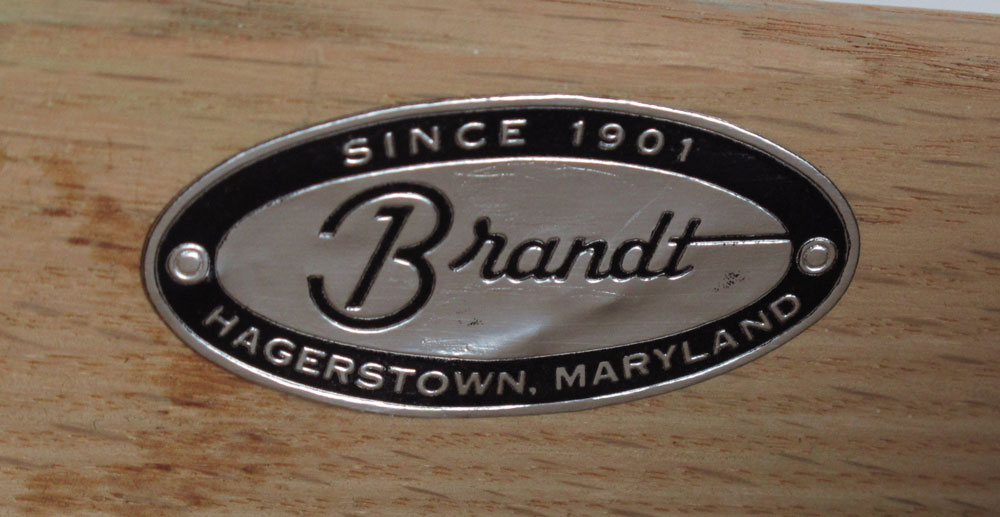 SINCE 1901
Brandt
HAGERSTOWN, MARYLAND